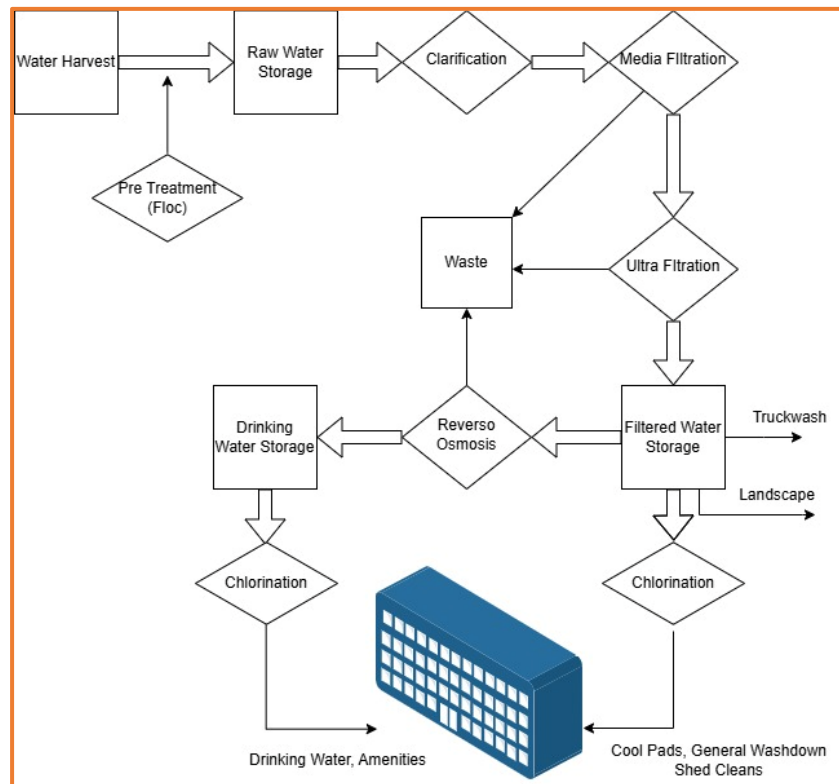 Water Harvest
Raw Water
Storage
Clarification
Media FIltration
Pre Treatment
(Floc)
Waste
Ultra Fltration
Drinking
Water Storage
Reverso
Osmosis
Filtered Water
Storage
Truckwash
Landscape
Chlorination
Chlorination
Drinking Water, Amenities
Cool Pads, General Washdown
Shed Cleans